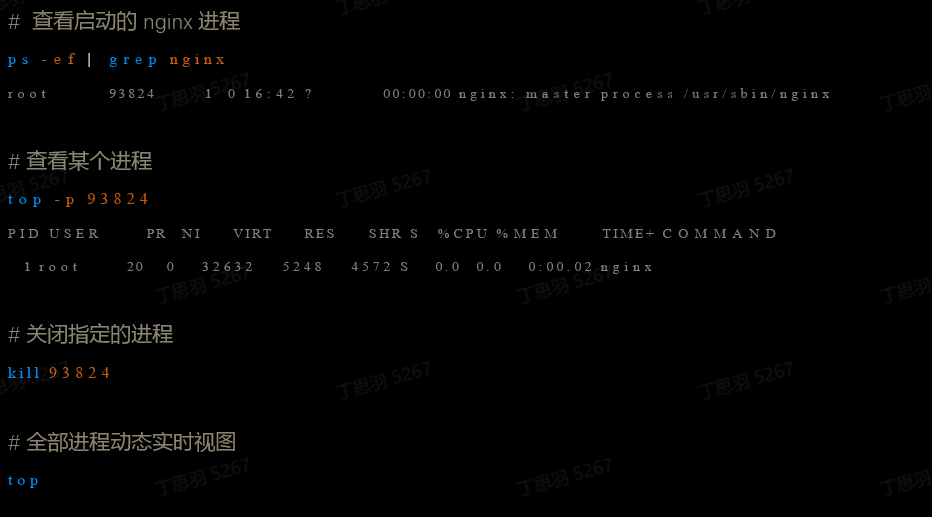 # 查看启动的 nginx 进程
ps -ef | grep nginx
root 93824 1 0 16:42 ? 00:00:00 nginx: master process /usr/sbin/nginx
# 查看某个进程
top -p 93824
PID USER PR NI VIRT RES SHR S %CPU %MEM TIME+ COMMAND
1 root 20 0 32632 5248 4572 S 0.0 0.0 0:00.02 nginx
# 关闭指定的进程
kill 93824
# 全部进程动态实时视图
top
丁思羽 5267